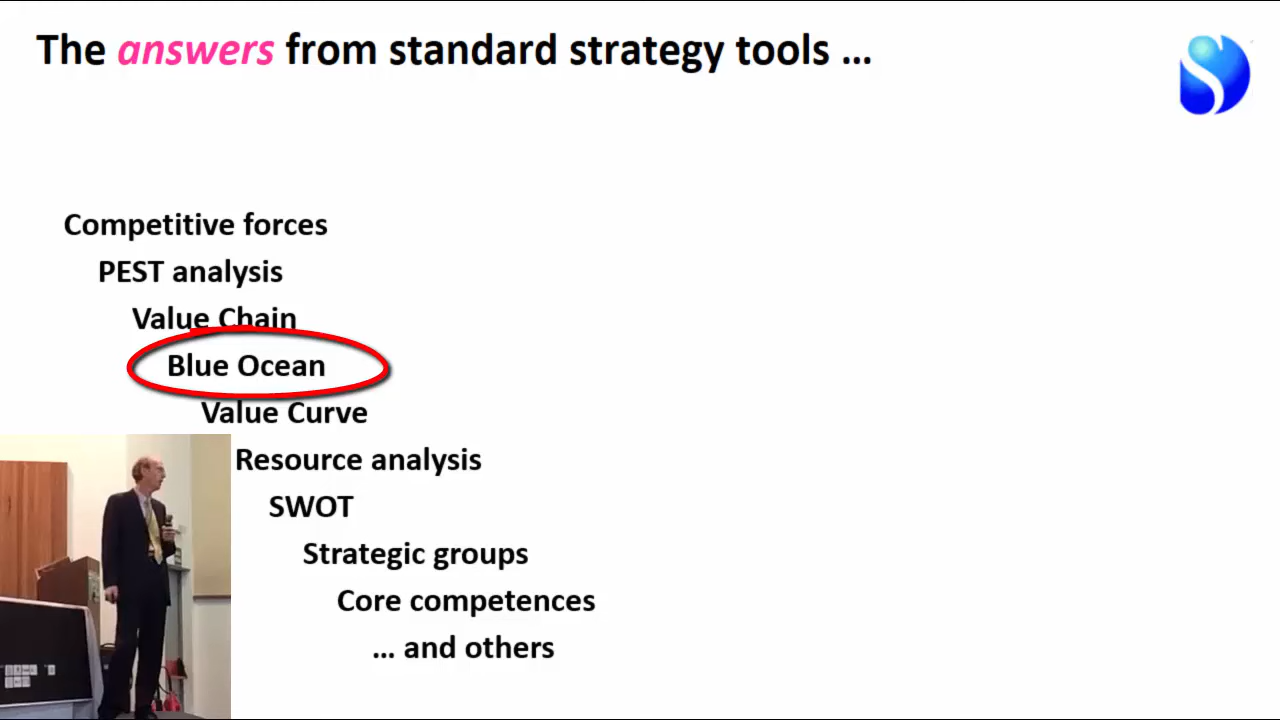 The answers from standard strategy tools ...
Competitive forces
PEST analysis
Value Chain
Blue Ocean
Value Curve
Resource analysis
SWOT
Strategic groups
Core competences
... and others